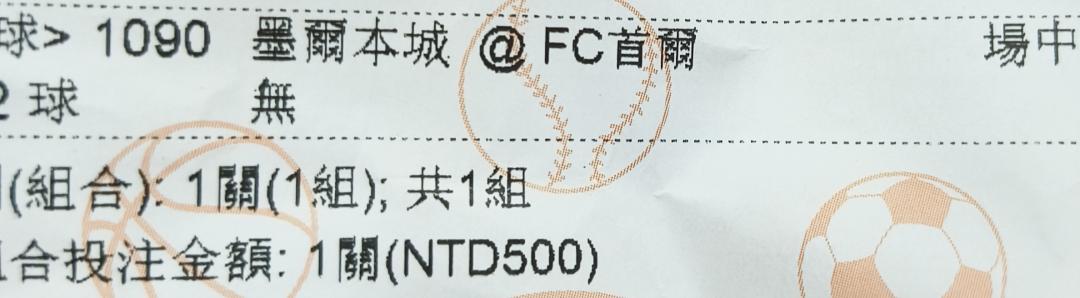 球> 1090 墨爾本城 @ FC首爾 場中
2 球 無
(組合): 1關(1組); 共1組
合投注金額: 1關(NTD500)